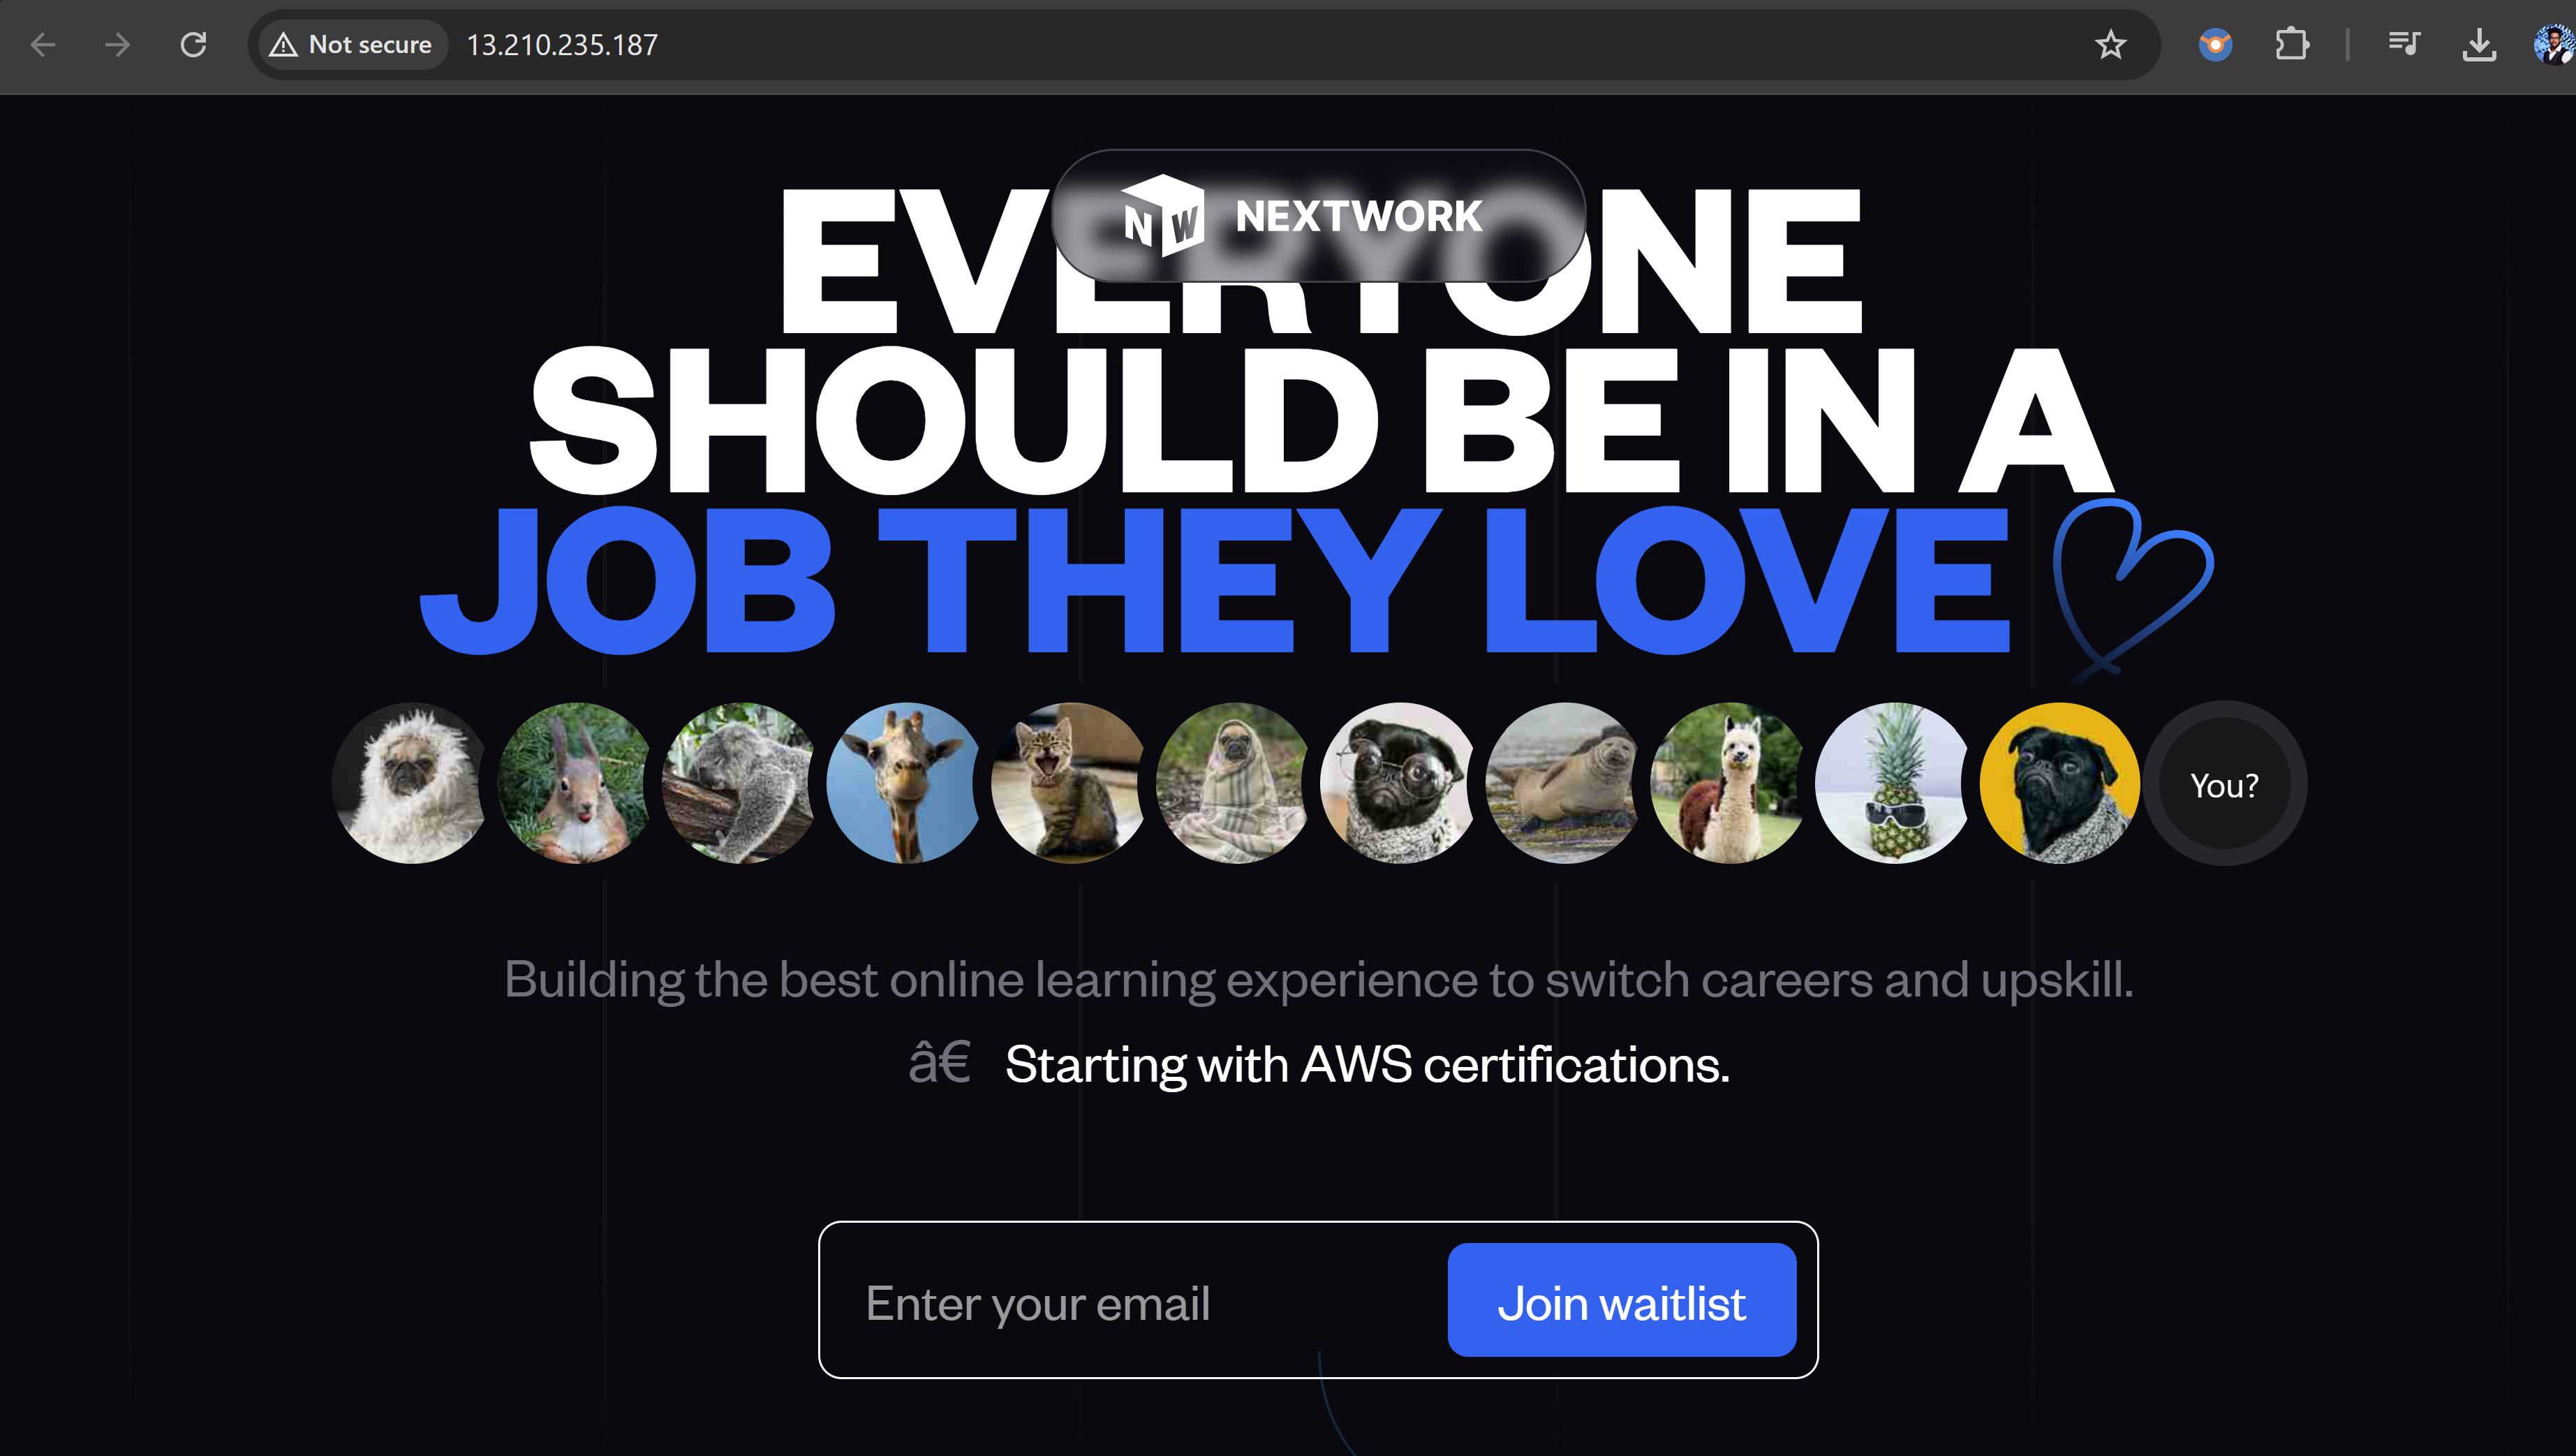 Not secure 13.210.235.187
NW NEXTWORK
EVERYONE
SHOULD BE IN A
JOB THEY LOVE
You?
Building the best online learning experience to switch careers and upskill.
â€ Starting with AWS certifications.
Enter your email Join waitlist